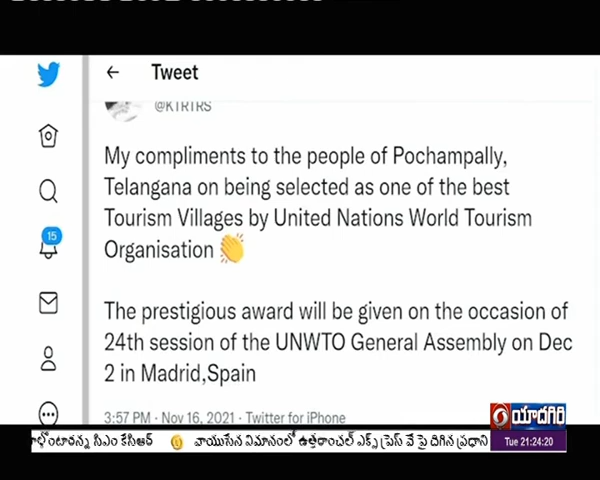 Tweet
@KTRTRS
My compliments to the people of Pochampally,
Telangana on being selected as one of the best
Tourism Villages by United Nations World Tourism
Organisation 👏
The prestigious award will be given on the occasion of
24th session of the UNWTO General Assembly on Dec
2 in Madrid,Spain
3:57 PM · Nov 16, 2021 · Twitter for iPhone
15
యాదగిరి
Tue 21:24:20
సీఎం కేసీఆర్ వాయుసేన విమానంలో ఉత్తరాంచల్ ఎక్స్ ప్రెస్ వే పై దిగిన ప్రధాని